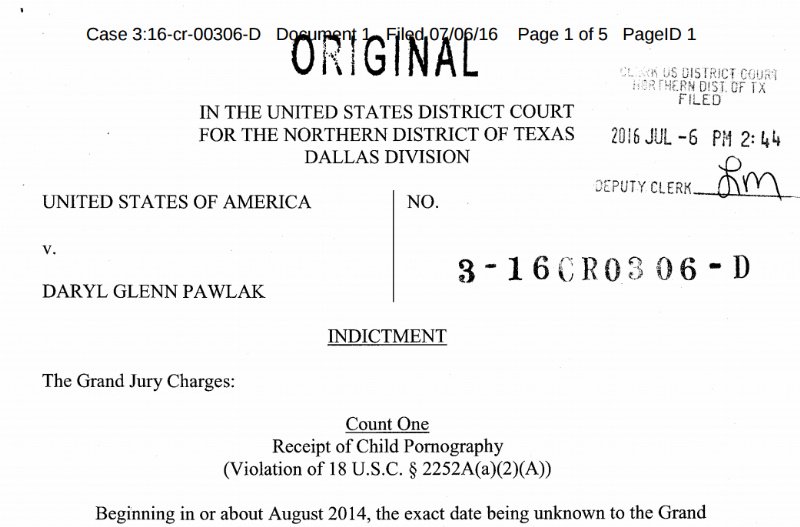 Case 3:16-cr-00306-D Document 1 Filed 07/06/16 Page 1 of 5 PageID 1
ORIGINAL
CLERK US DISTRICT COURT
NORTHERN DIST. OF TX
FILED
IN THE UNITED STATES DISTRICT COURT
FOR THE NORTHERN DISTRICT OF TEXAS
DALLAS DIVISION
2016 JUL -6 PM 2:44
DEPUTY CLERK
UNITED STATES OF AMERICA
v.
DARYL GLENN PAWLAK
NO.
3-16CR0306-D
INDICTMENT
The Grand Jury Charges:
Count One
Receipt of Child Pornography
(Violation of 18 U.S.C. § 2252A(a)(2)(A))
Beginning in or about August 2014, the exact date being unknown to the Grand